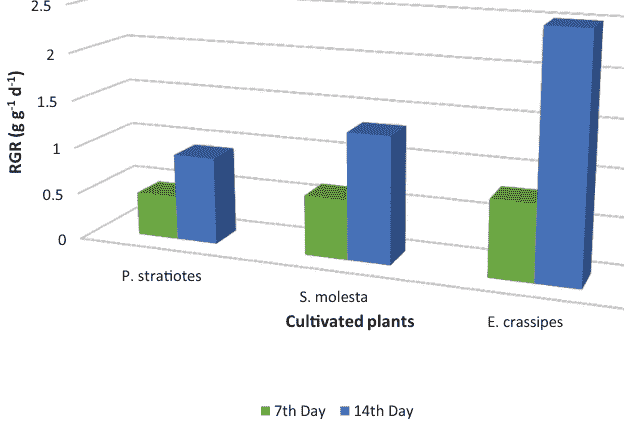 2.5
2
1.5
1
0.5
0
RGR (g g⁻¹ d⁻¹)
P. stratiotes
S. molesta
E. crassipes
Cultivated plants
7th Day
14th Day